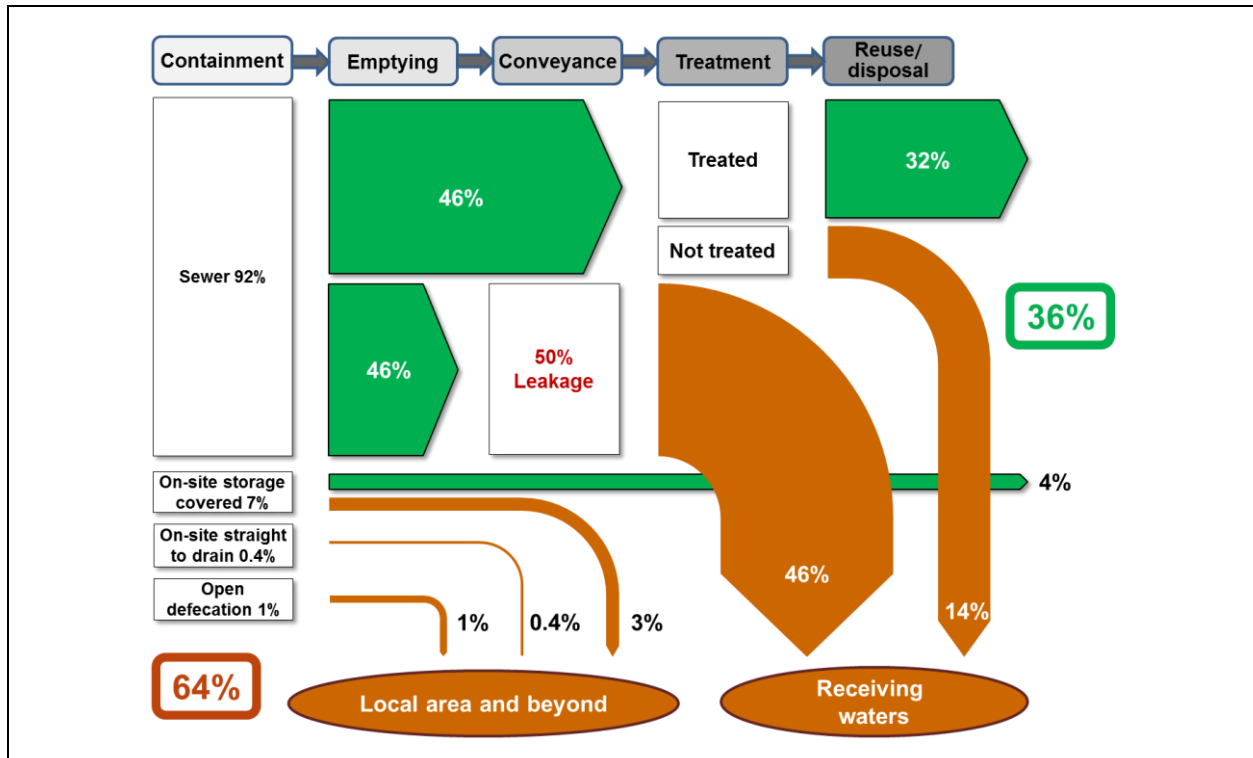 Containment
Emptying
Conveyance
Treatment
Reuse/
disposal
Sewer 92%
46%
Treated
32%
Not treated
46%
50%
Leakage
36%
On-site storage
covered 7%
4%
On-site straight
to drain 0.4%
Open
defecation 1%
1%
0.4%
3%
46%
14%
64%
Local area and beyond
Receiving
waters